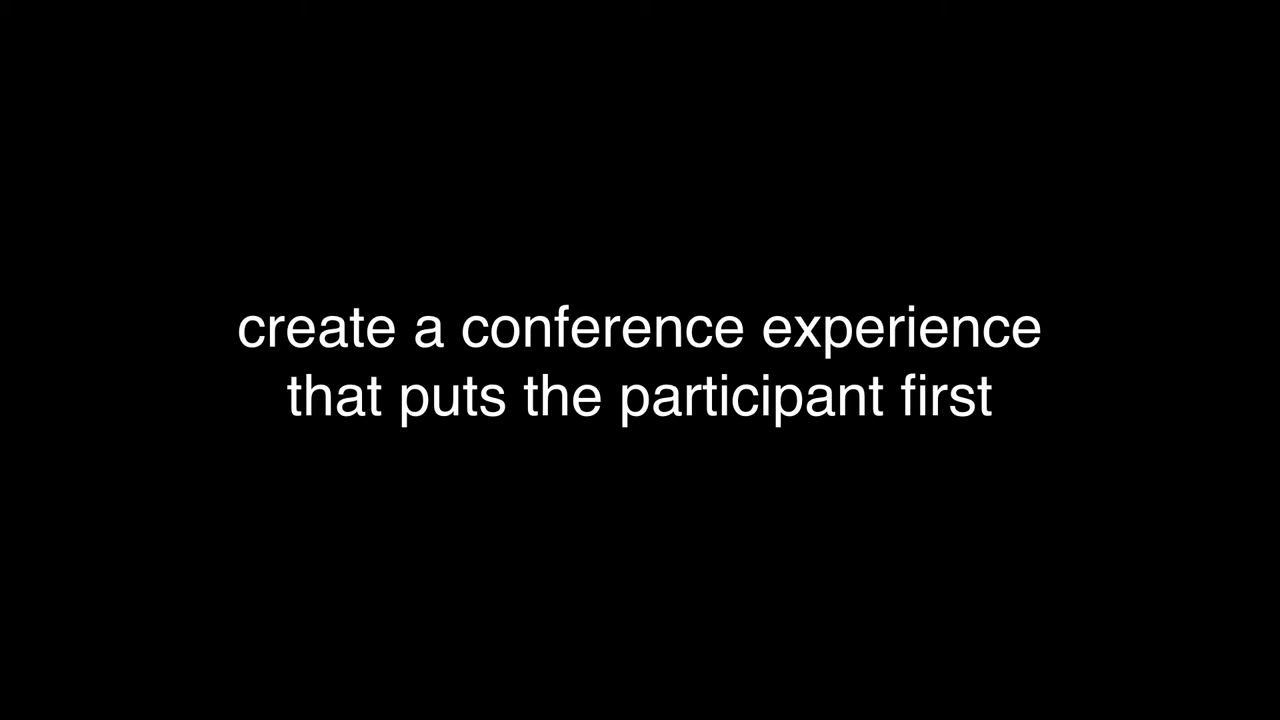 create a conference experience
that puts the participant first